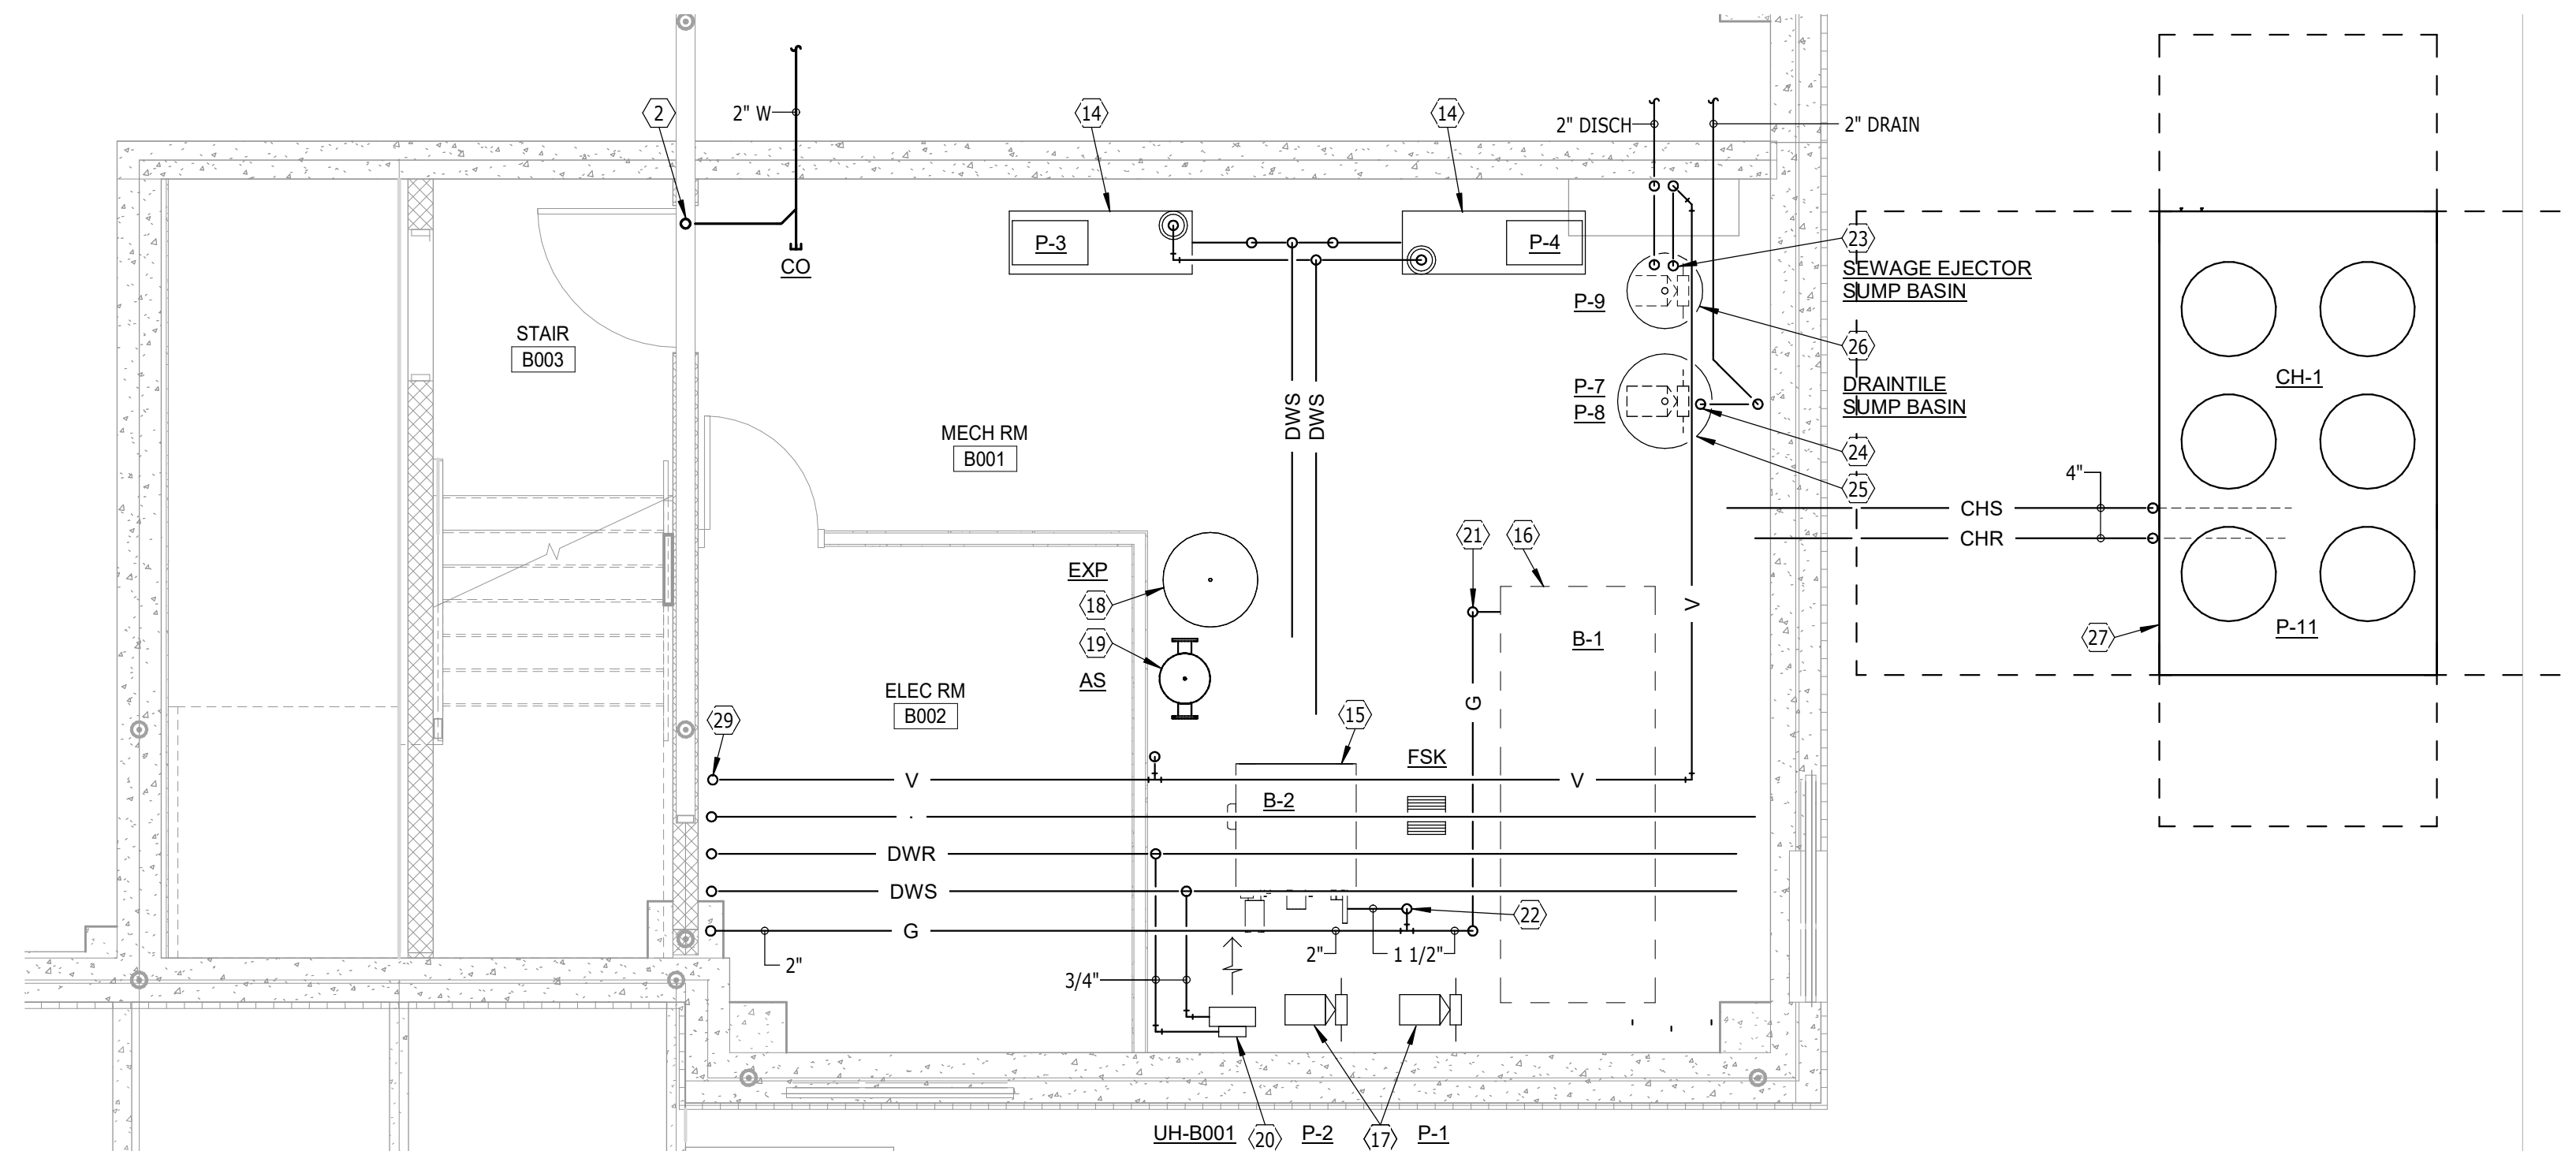 2
2" W
14
14
2" DISCH
2" DRAIN
P-3
P-4
CO
23
SEWAGE EJECTOR
SUMP BASIN
P-9
26
STAIR
B003
DRAINTILE
SUMP BASIN
P-7
P-8
CH-1
DWS
DWS
MECH RM
B001
24
25
4"
CHS
CHR
21
16
EXP
18
V
B-1
P-11
27
19
AS
ELEC RM
B002
G
29
15
FSK
V
V
B-2
DWR
DWS
22
G
2"
2"
1 1/2"
3/4"
UH-B001
20
P-2
17
P-1